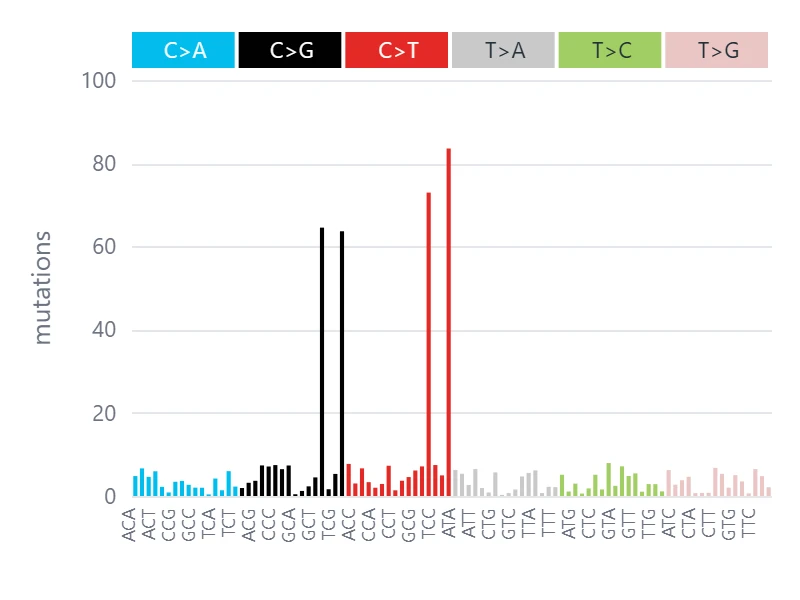 C>A C>G C>T T>A T>C T>G
100
80
60
40
20
0
mutations
ACA ACT CCG GCC TCA TCT ACG CCC GCA GCT TCG ACC CCA CCT GCG TCC ATA ATT CTG GTC TTA TTT ATG CTC GTA GTT TTG ATC CTA CTT GTG TTC